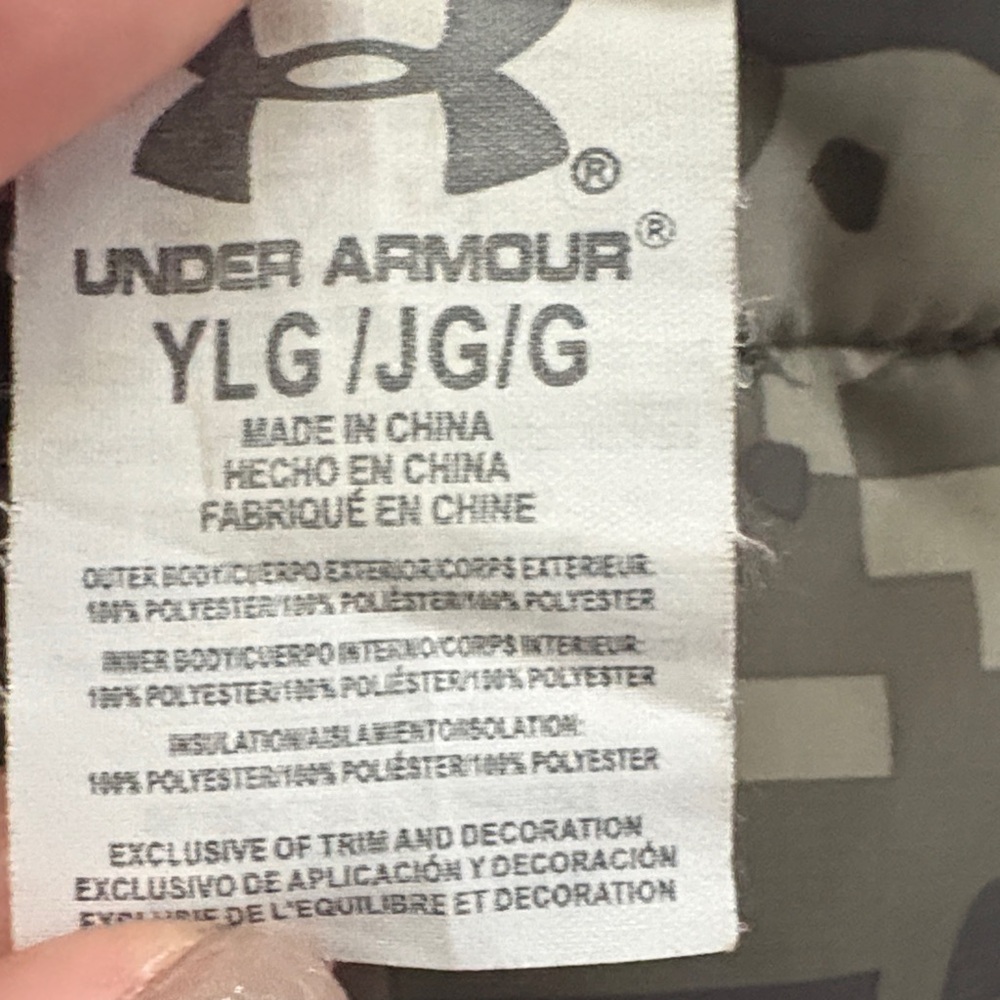 ®
UNDER ARMOUR®
YLG /JG/G
MADE IN CHINA
HECHO EN CHINA
FABRIQUÉ EN CHINE
OUTER BODY/CUERPO EXTERIOR/CORPS EXTERIEUR:
100% POLYESTER/100% POLIÉSTER/100% POLYESTER
INNER BODY/CUERPO INTERNO/CORPS INTERIEUR:
100% POLYESTER/100% POLIÉSTER/100% POLYESTER
INSULATION/AISLAMIENTO/ISOLATION:
100% POLYESTER/100% POLIÉSTER/100% POLYESTER
EXCLUSIVE OF TRIM AND DECORATION
EXCLUSIVO DE APLICACIÓN Y DECORACIÓN
DE L'EQUILIBRE ET DECORATION